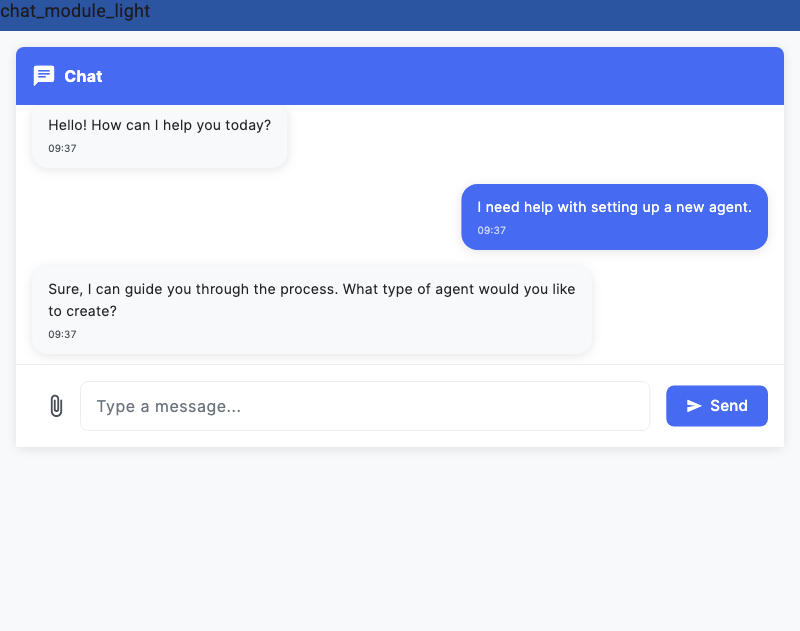 chat_module_light
Chat
Hello! How can I help you today?
09:37
I need help with setting up a new agent.
09:37
Sure, I can guide you through the process. What type of agent would you like
to create?
09:37
Type a message...
Send